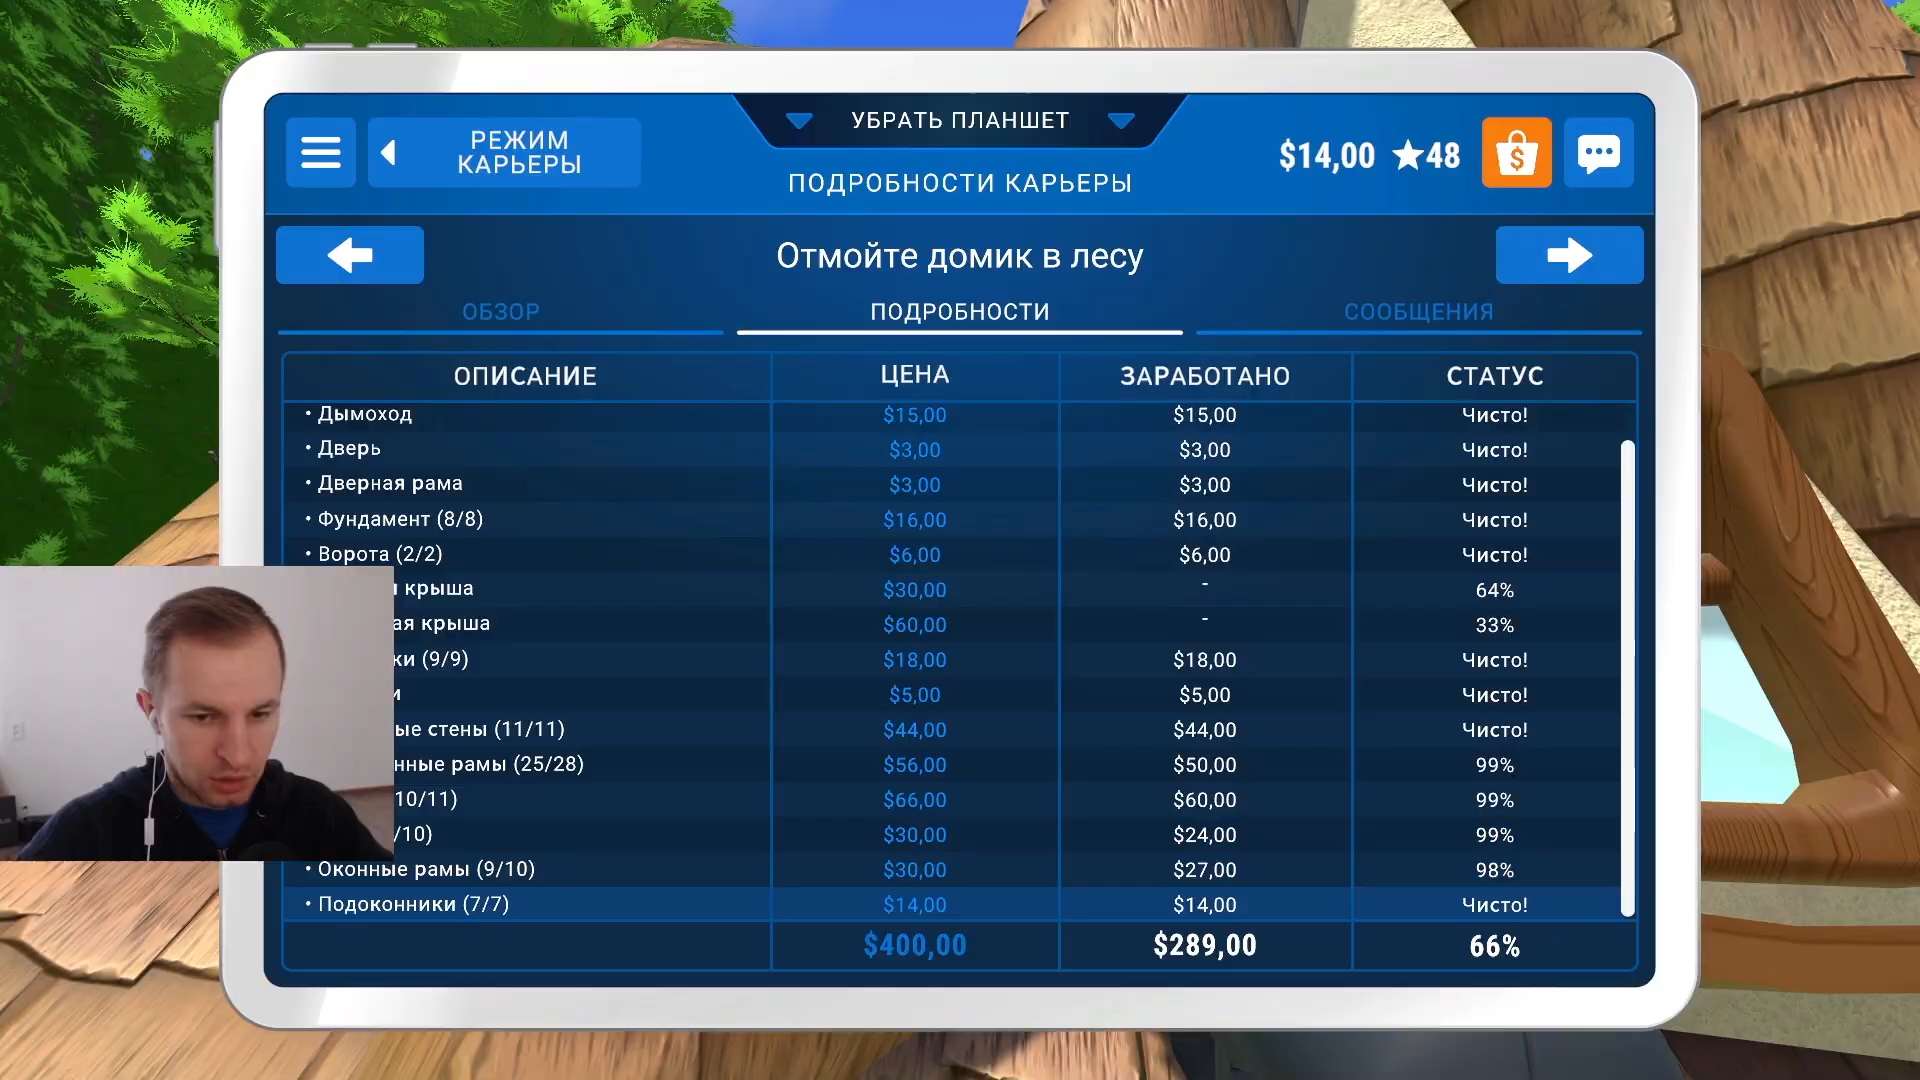 УБРАТЬ ПЛАНШЕТ
РЕЖИМ
КАРЬЕРЫ
$14,00 ★48
ПОДРОБНОСТИ КАРЬЕРЫ
Отмойте домик в лесу
ОБЗОР ПОДРОБНОСТИ СООБЩЕНИЯ
ОПИСАНИЕ ЦЕНА ЗАРАБОТАНО СТАТУС
• Дымоход $15,00 $15,00 Чисто!
• Дверь $3,00 $3,00 Чисто!
• Дверная рама $3,00 $3,00 Чисто!
• Фундамент (8/8) $16,00 $16,00 Чисто!
• Ворота (2/2) $6,00 $6,00 Чисто!
крыша $30,00 - 64%
ая крыша $60,00 - 33%
ки (9/9) $18,00 $18,00 Чисто!
и $5,00 $5,00 Чисто!
ые стены (11/11) $44,00 $44,00 Чисто!
нные рамы (25/28) $56,00 $50,00 99%
10/11) $66,00 $60,00 99%
/10) $30,00 $24,00 99%
• Оконные рамы (9/10) $30,00 $27,00 98%
• Подоконники (7/7) $14,00 $14,00 Чисто!
$400,00 $289,00 66%